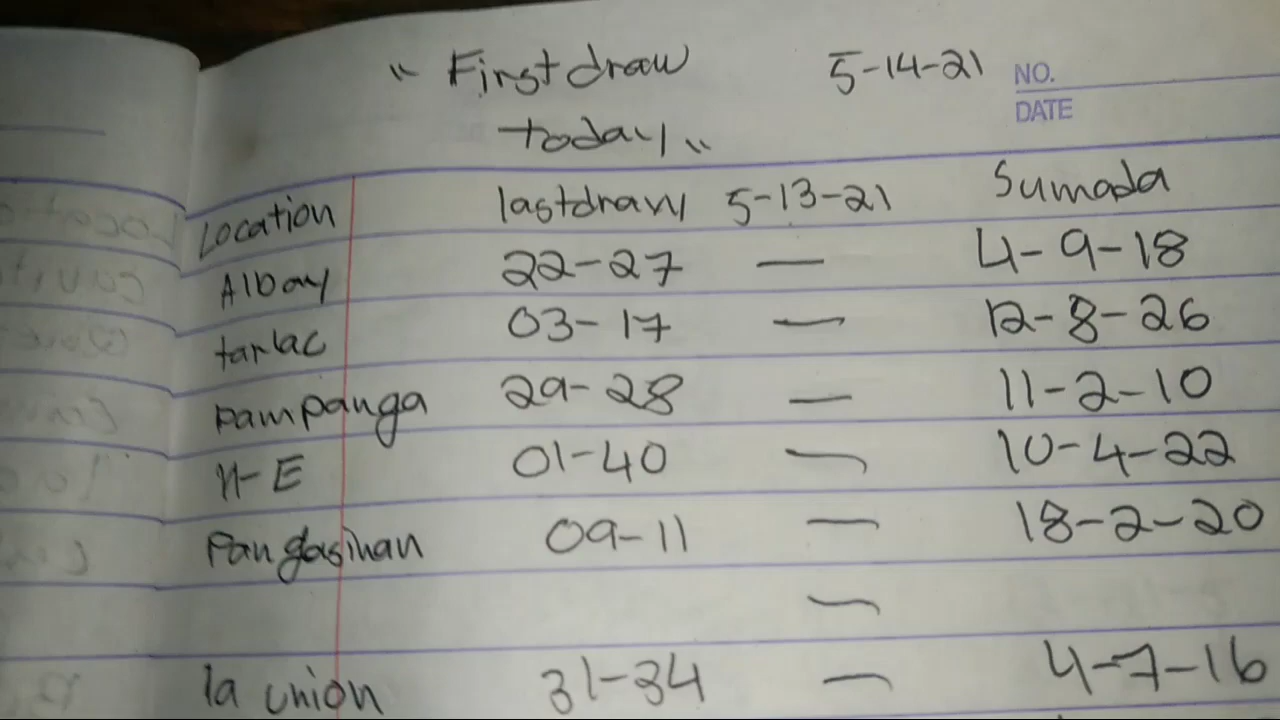 " First draw 5-14-21 NO.
today " DATE
Location lastdraw 5-13-21 Sumada
Albay 22-27 — 4-9-18
tarlac 03-17 — 12-8-26
Pampanga 29-28 — 11-2-10
N-E 01-40 — 10-4-22
Pangasinan 09-11 — 18-2-20
—
la union 31-34 — 4-7-16